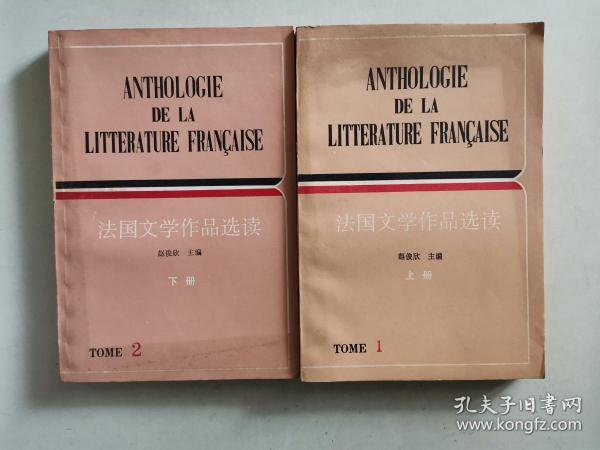 ANTHOLOGIE
DE LA
LITTERATURE FRANÇAISE
法国文学作品选读
赵俊欣 主编
下册
TOME 2
ANTHOLOGIE
DE LA
LITTERATURE FRANÇAISE
法国文学作品选读
赵俊欣 主编
上册
TOME 1
孔夫子旧书网
www.kongfz.com